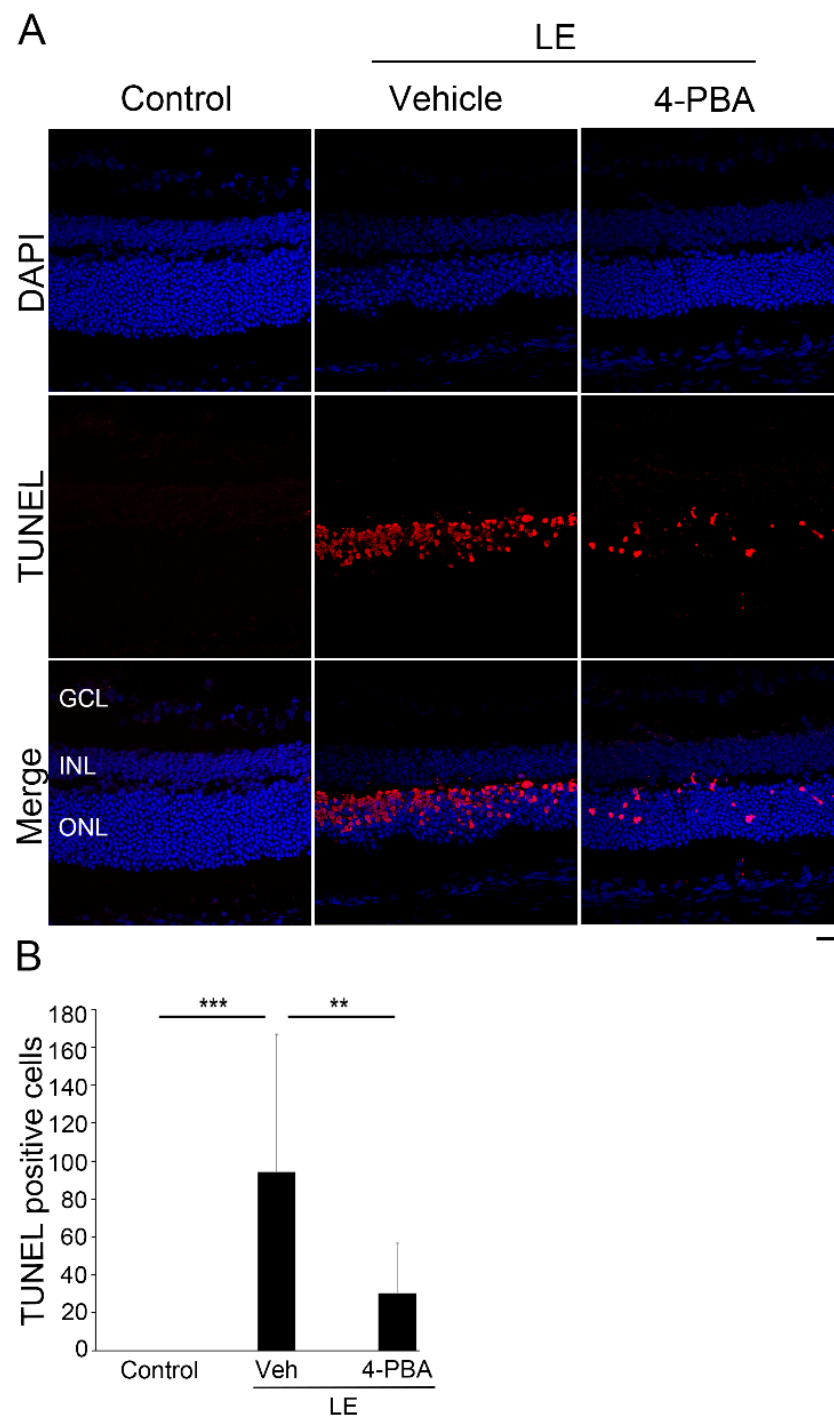 A
LE
Control Vehicle 4-PBA
DAPI
TUNEL
Merge
GCL
INL
ONL
B
*** **
180
160
140
120
100
80
60
40
20
0
TUNEL positive cells
Control Veh 4-PBA
LE